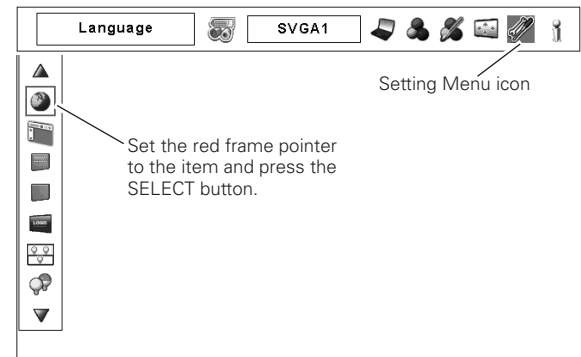 Language
SVGA1
Setting Menu icon
Set the red frame pointer
to the item and press the
SELECT button.
LOGO